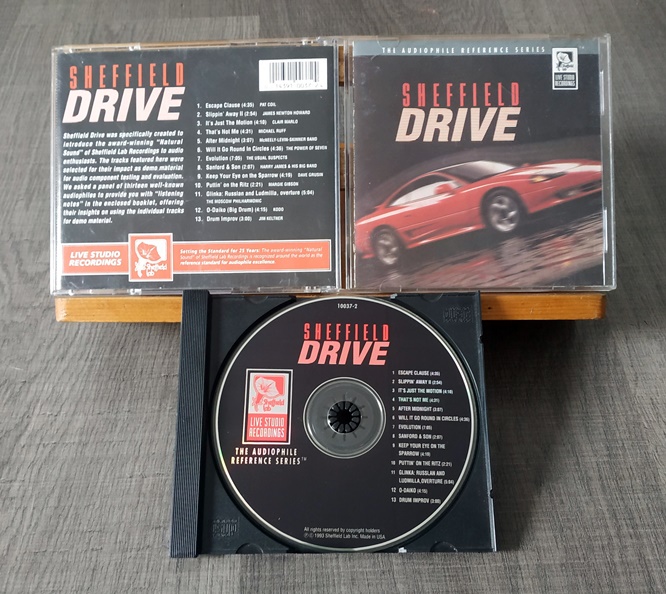 SHEFFIELD
DRIVE
Sheffield Drive was specifically created to
introduce the award-winning "Natural
Sound" of Sheffield Lab Recordings to audio
enthusiasts. The tracks featured here were
selected for their impact as demo material
for audio component testing and evaluation.
We asked a panel of thirteen well-known
audiophiles to provide you with "listening
notes" in the enclosed booklet, offering
their insights on using the individual tracks
for demo material.
1. Escape Clause (4:35) PAT COIL
2. Slippin' Away II (2:54) JAMES NEWTON HOWARD
3. It's Just The Motion (4:19) CLAIR MARLO
4. That's Not Me (4:31) MICHAEL RUFF
5. After Midnight (3:07) McNEELY-LEVIN-SKINNER BAND
6. Will It Go Round In Circles (4:36) THE POWER OF SEVEN
7. Evolution (7:05) THE USUAL SUSPECTS
8. Sanford & Son (2:07) HARRY JAMES & HIS BIG BAND
9. Keep Your Eye on the Sparrow (4:19) DAVE GRUSIN
10. Puttin' on the Ritz (2:21) MARGIE GIBSON
11. Glinka: Russlan and Ludmilla, overture (5:04)
THE MOSCOW PHILHARMONIC
12. O-Daiko (Big Drum) (4:15) KODO
13. Drum Improv (3:00) JIM KELTNER
LIVE STUDIO
RECORDINGS
Sheffield
Lab
Setting the Standard for 25 Years: The award-winning "Natural
Sound" of Sheffield Lab Recordings is recognized around the world as the
reference standard for audiophile excellence.
THE AUDIOPHILE REFERENCE SERIES
LIVE STUDIO
RECORDINGS
SHEFFIELD
DRIVE
10037-2
SHEFFIELD
DRIVE
Sheffield
Lab
LIVE STUDIO
RECORDINGS
THE AUDIOPHILE
REFERENCE SERIES™
1 ESCAPE CLAUSE (4:35)
2 SLIPPIN' AWAY II (2:54)
3 IT'S JUST THE MOTION (4:19)
4 THAT'S NOT ME (4:31)
5 AFTER MIDNIGHT (3:07)
6 WILL IT GO ROUND IN CIRCLES (4:36)
7 EVOLUTION (7:05)
8 SANFORD & SON (2:07)
9 KEEP YOUR EYE ON THE
SPARROW (4:19)
10 PUTTIN' ON THE RITZ (2:21)
11 GLINKA: RUSSLAN AND
LUDMILLA, OVERTURE (5:04)
12 O-DAIKO (4:15)
13 DRUM IMPROV (3:00)
All rights reserved by copyright holders
Ⓟ © 1993 Sheffield Lab Inc. Made in USA